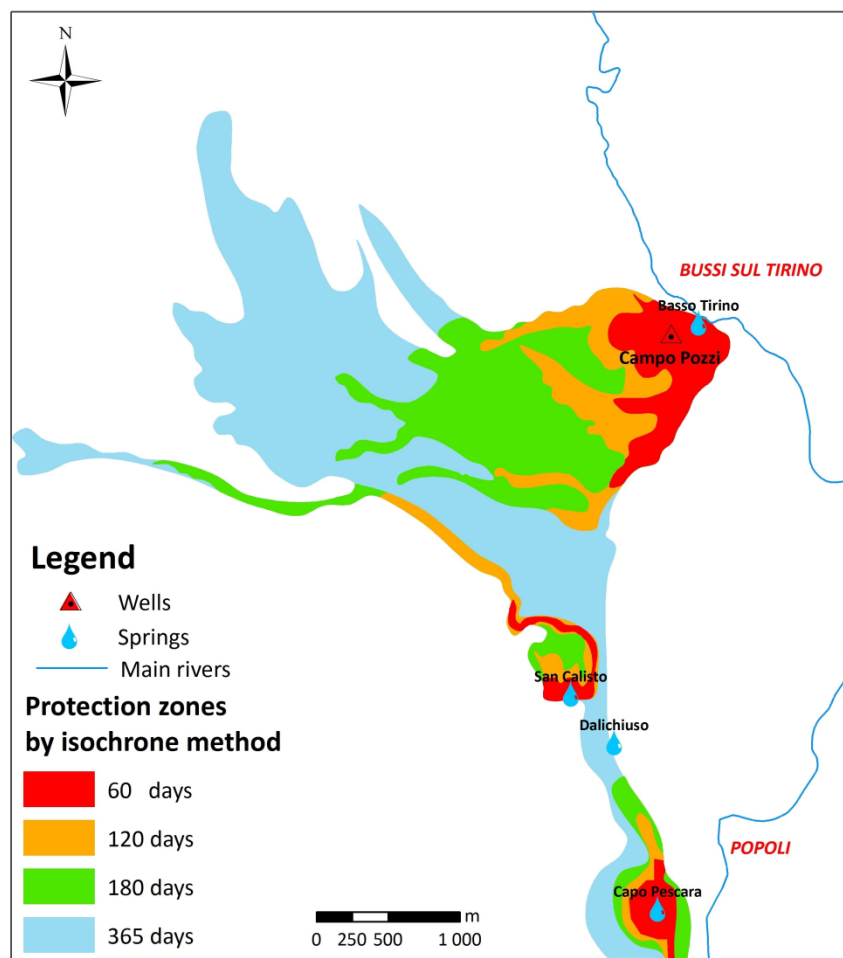 N
BUSSI SUL TIRINO
Basso Tirino
Campo Pozzi
Legend
Wells
Springs
Main rivers
San Calisto
Dalichiuso
Protection zones
by isochrone method
60 days
120 days
180 days
365 days
POPOLI
Capo Pescara
m
0 250 500 1 000